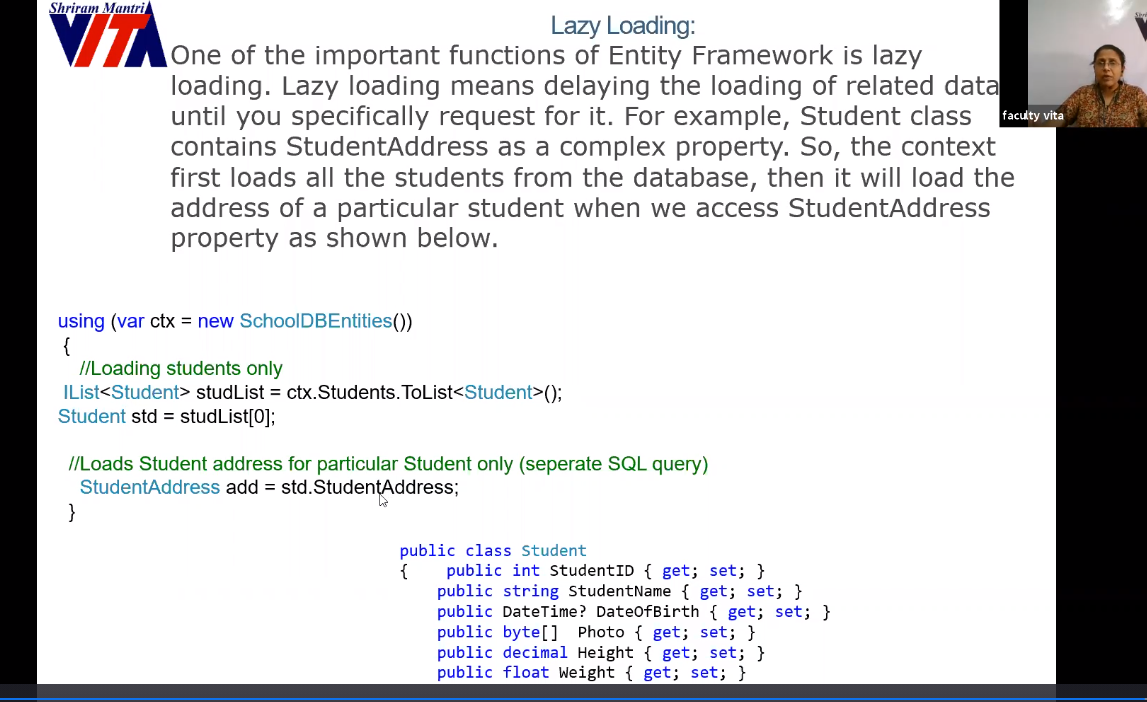 Shriram Mantri
VITA
Lazy Loading:
One of the important functions of Entity Framework is lazy
loading. Lazy loading means delaying the loading of related data
until you specifically request for it. For example, Student class
contains StudentAddress as a complex property. So, the context
first loads all the students from the database, then it will load the
address of a particular student when we access StudentAddress
property as shown below.
faculty vita
using (var ctx = new SchoolDBEntities())
{
//Loading students only
IList<Student> studList = ctx.Students.ToList<Student>();
Student std = studList[0];
//Loads Student address for particular Student only (seperate SQL query)
StudentAddress add = std.StudentAddress;
}
public class Student
{ public int StudentID { get; set; }
public string StudentName { get; set; }
public DateTime? DateOfBirth { get; set; }
public byte[] Photo { get; set; }
public decimal Height { get; set; }
public float Weight { get; set; }